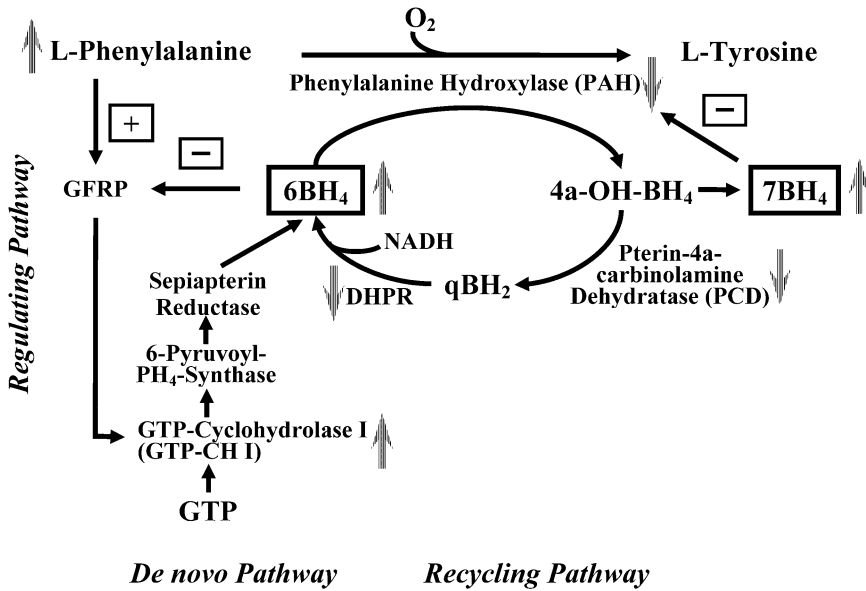 O₂
L-Phenylalanine
L-Tyrosine
Phenylalanine Hydroxylase (PAH)
+
−
−
GFRP
6BH₄
4a-OH-BH₄
7BH₄
NADH
Pterin-4a-
carbinolamine
Dehydratase (PCD)
Sepiapterin
Reductase
DHPR
qBH₂
6-Pyruvoyl-
PH₄-Synthase
GTP-Cyclohydrolase I
(GTP-CH I)
GTP
Regulating Pathway
De novo Pathway
Recycling Pathway